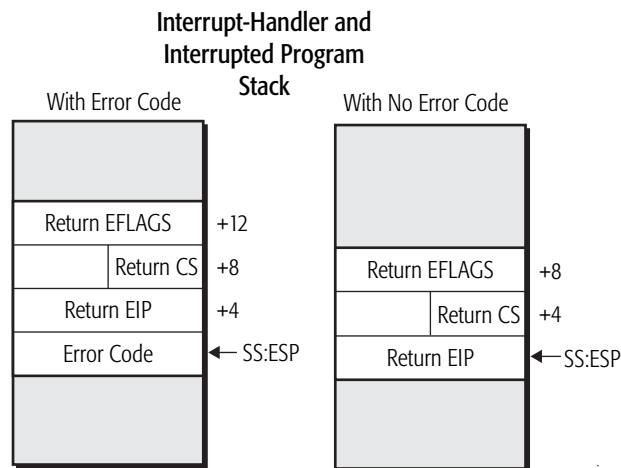 Interrupt-Handler and
Interrupted Program
Stack
With Error Code
Return EFLAGS
+12
Return CS
+8
Return EIP
+4
Error Code
SS:ESP
With No Error Code
Return EFLAGS
+8
Return CS
+4
Return EIP
SS:ESP